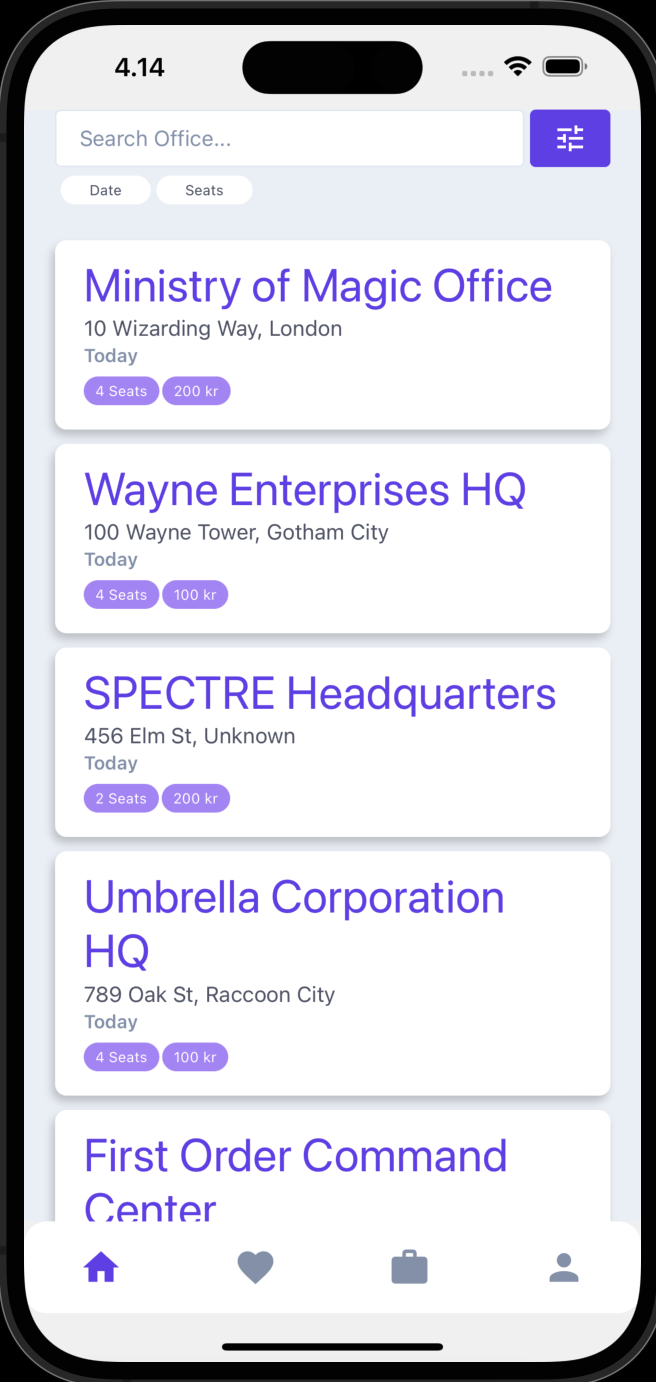 4.14
Search Office...
Date
Seats
Ministry of Magic Office
10 Wizarding Way, London
Today
4 Seats
200 kr
Wayne Enterprises HQ
100 Wayne Tower, Gotham City
Today
4 Seats
100 kr
SPECTRE Headquarters
456 Elm St, Unknown
Today
2 Seats
200 kr
Umbrella Corporation
HQ
789 Oak St, Raccoon City
Today
4 Seats
100 kr
First Order Command
Center